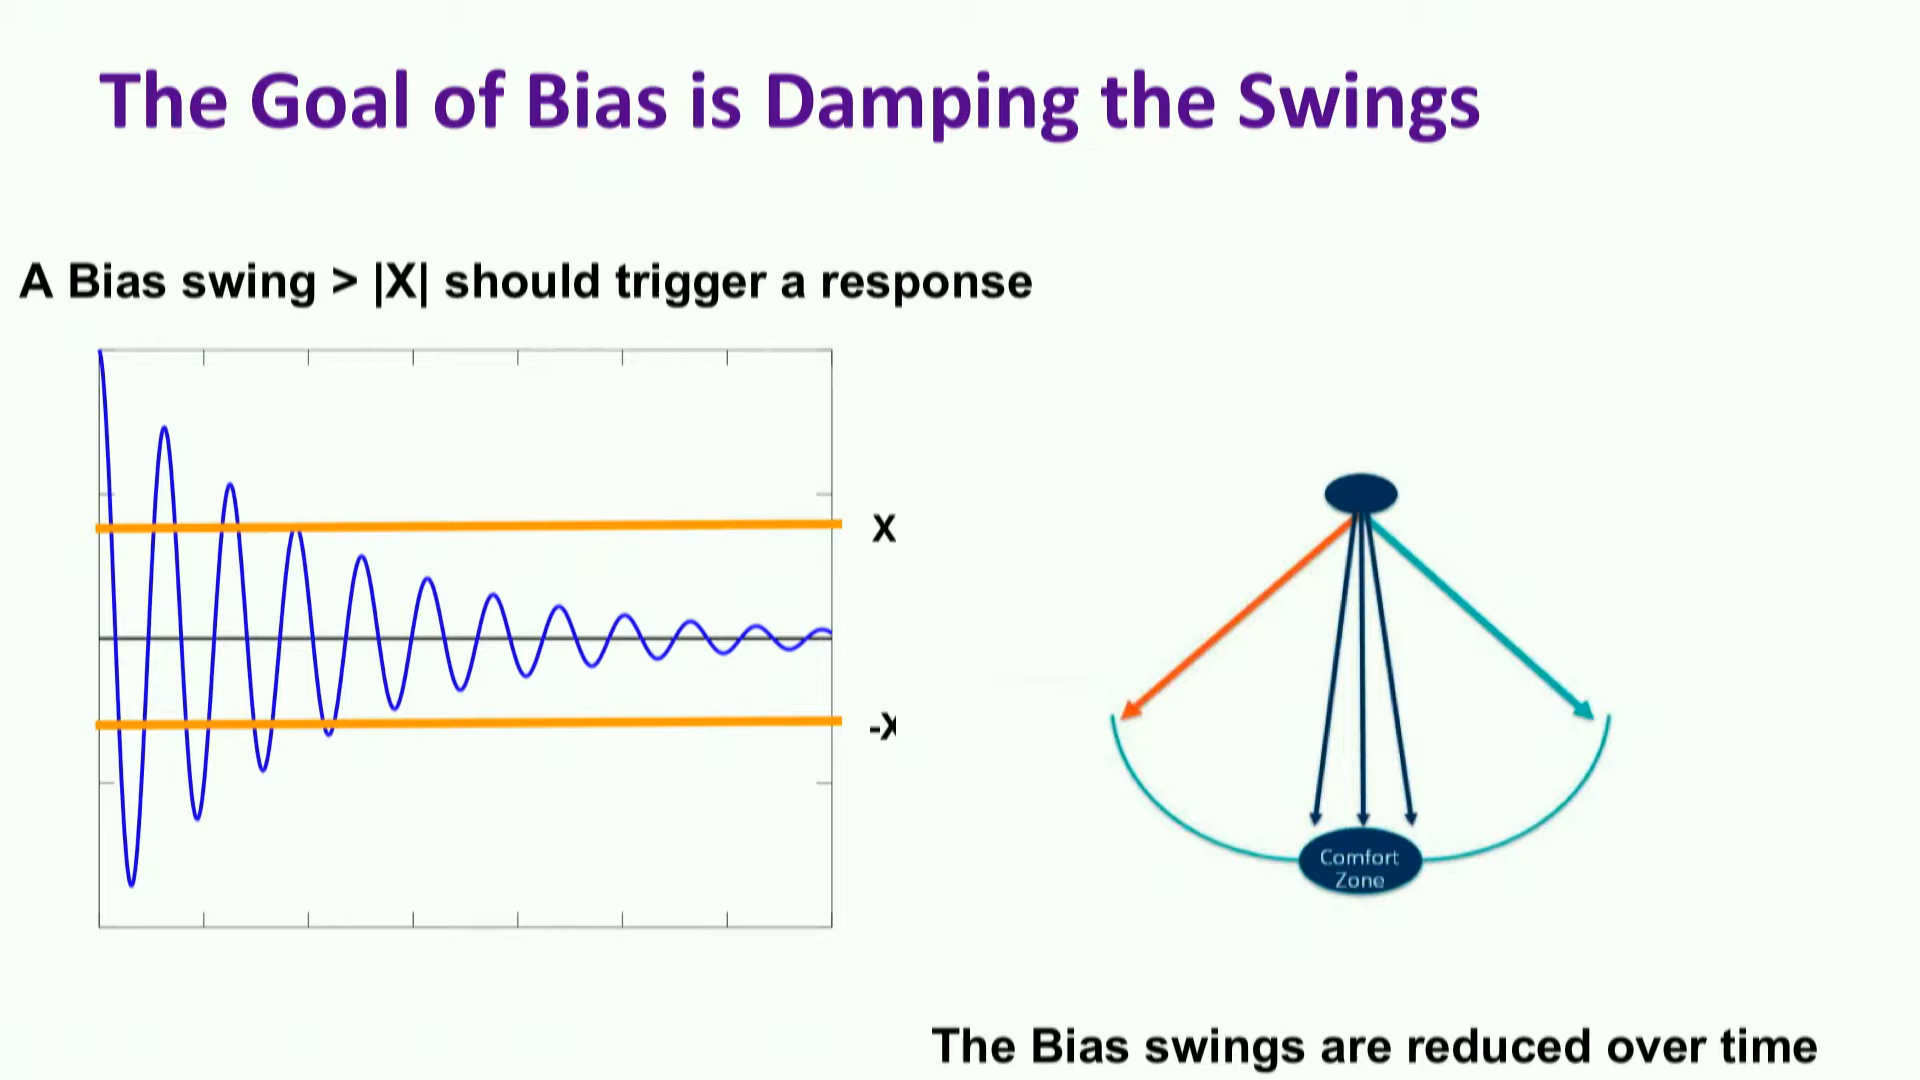 The Goal of Bias is Damping the Swings
A Bias swing > |X| should trigger a response
X
-X
Comfort
Zone
The Bias swings are reduced over time